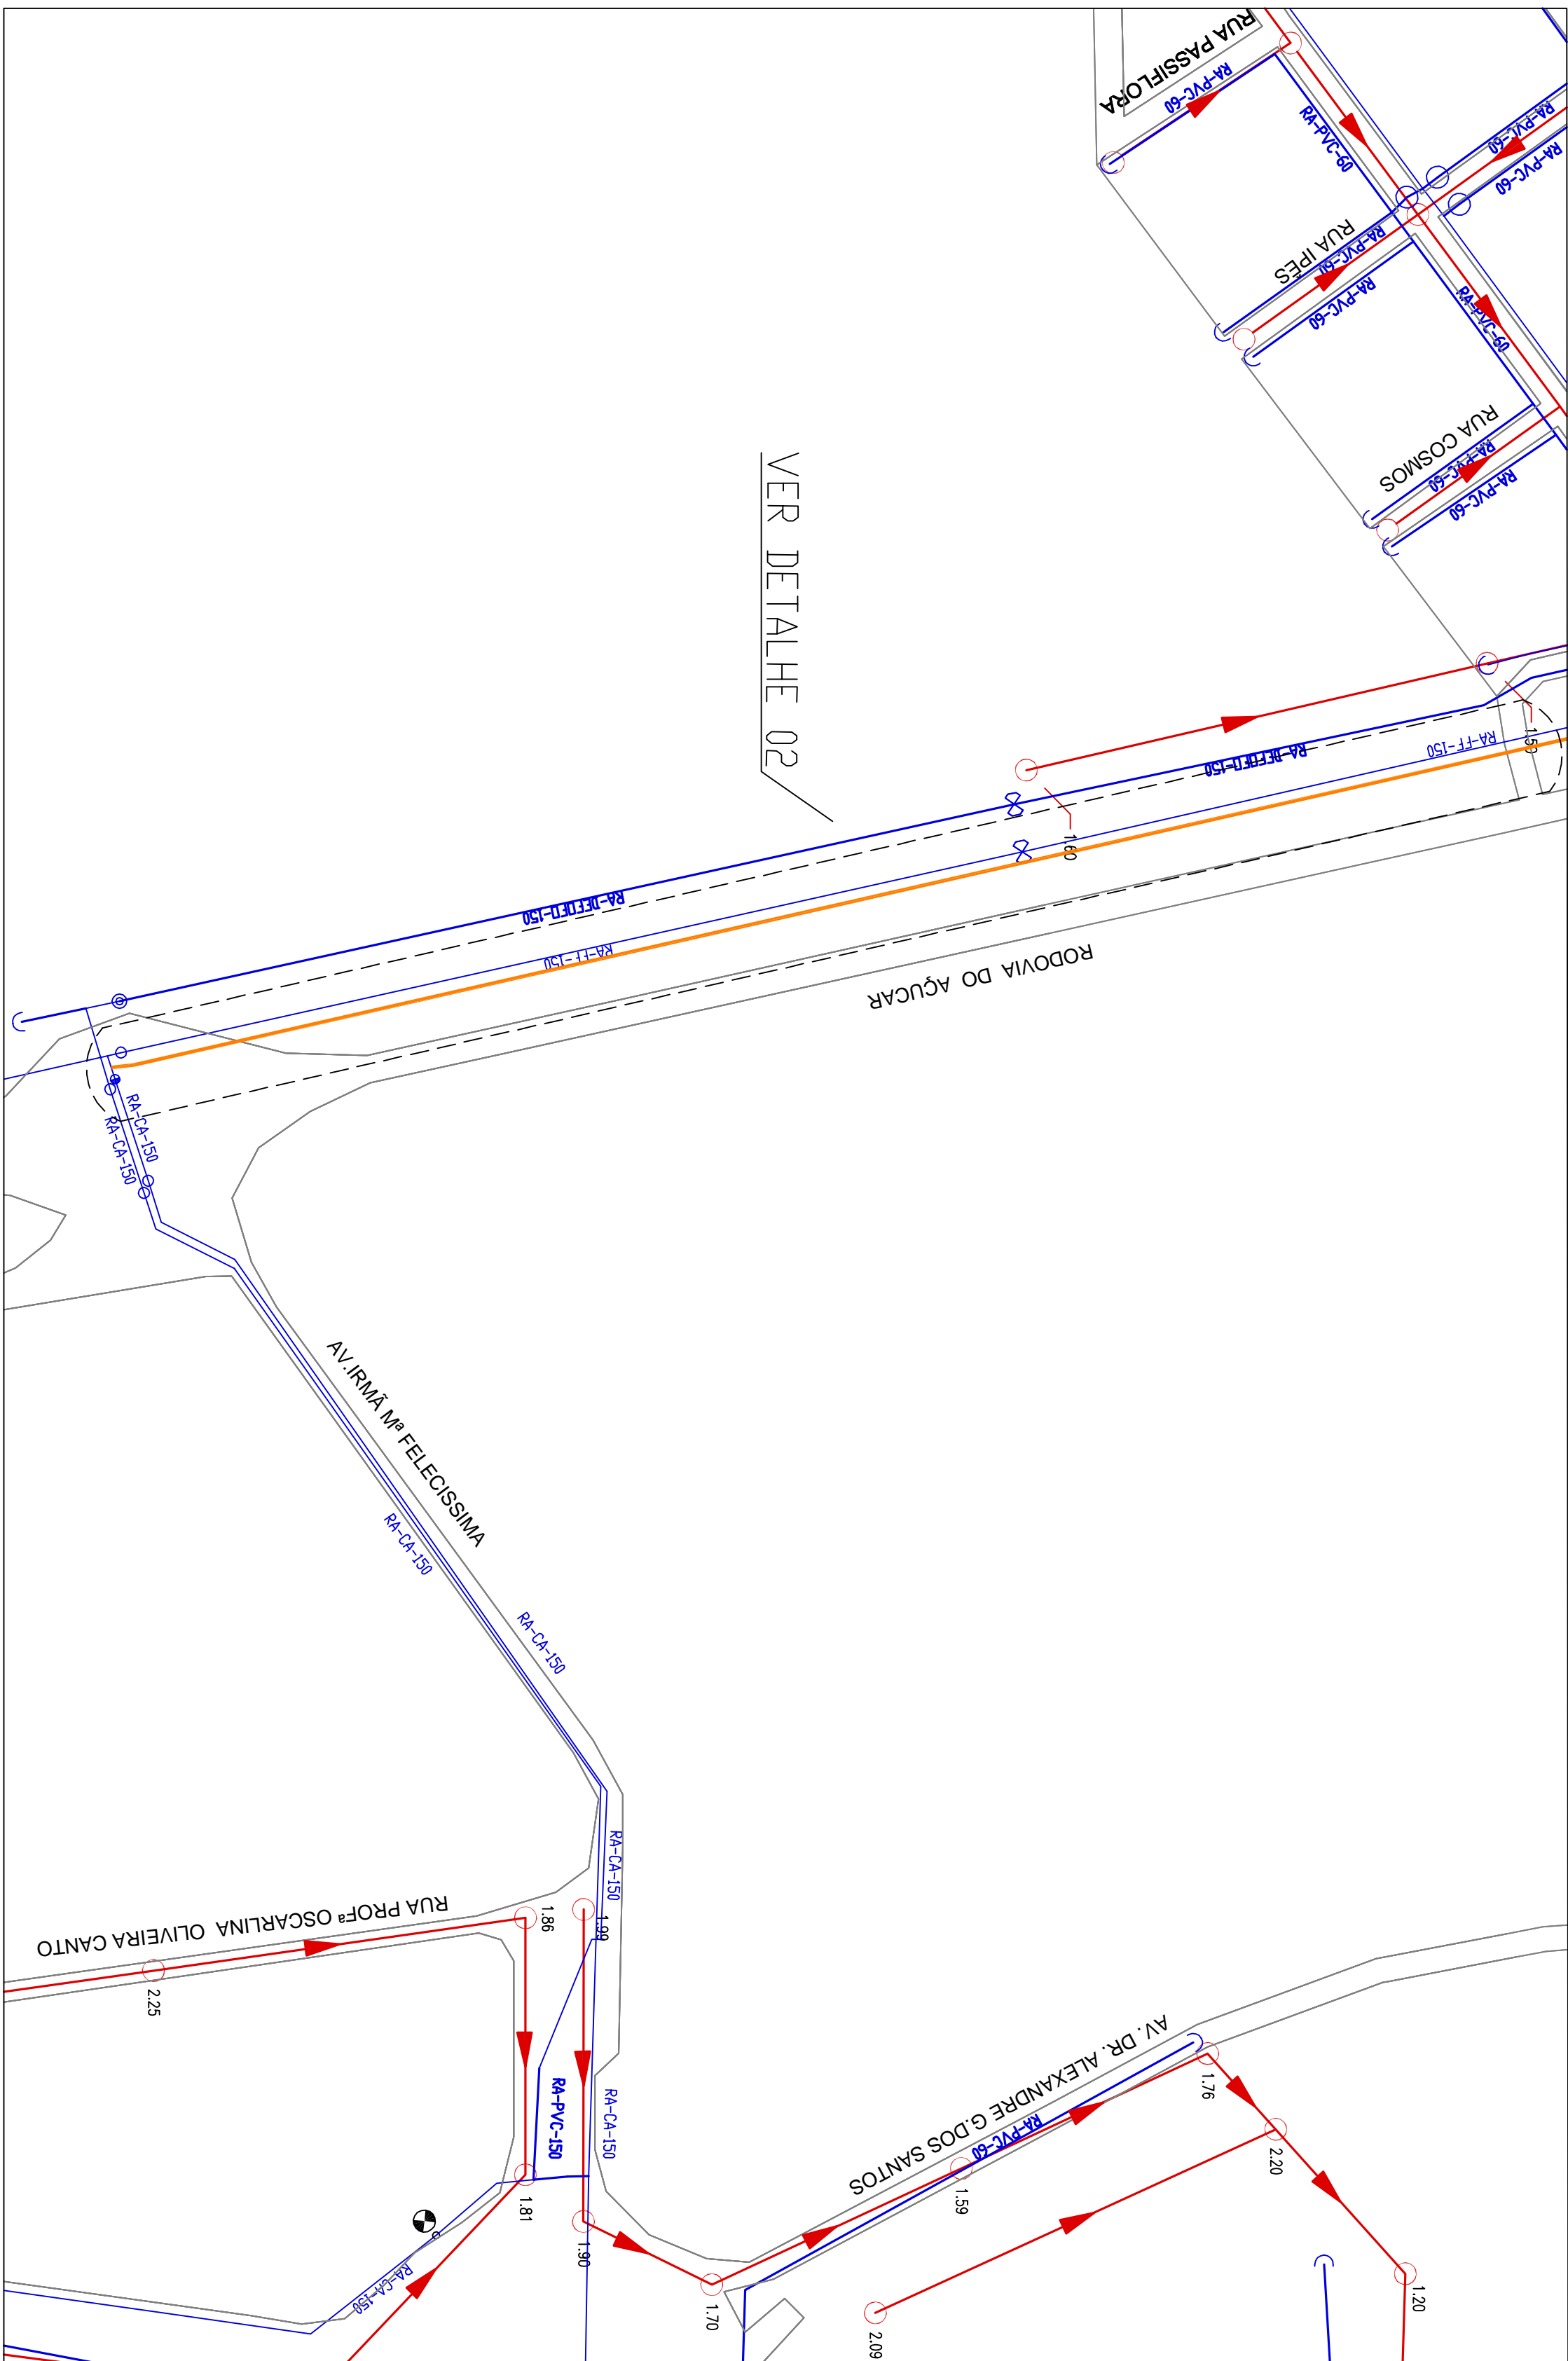 RUA PASSIFLORA
RA-PVC-60
RA-PVC-60
RA-PVC-60
RA-PVC-60
RUA IPÊS
RA-PVC-60
RA-PVC-60
RA-PVC-60
RUA COSMOS
RA-PVC-60
RA-PVC-60
VER DETALHE 02
1.50
RA-FF-150
RA-DEFOFO-150
1.60
RA-DEFOFO-150
RA-FF-150
RODOVIA DO AÇUCAR
RA-CA-150
RA-CA-150
AV.IRMÃ Mª FELECISSIMA
RA-CA-150
RA-CA-150
RA-CA-150
RUA PROFª OSCARLINA OLIVEIRA CANTO
1.86
1.99
2.25
AV. DR. ALEXANDRE G.DOS SANTOS
RA-PVC-60
1.76
RA-PVC-150
RA-CA-150
2.20
1.59
1.81
1.90
RA-CA-150
1.70
1.20
2.09